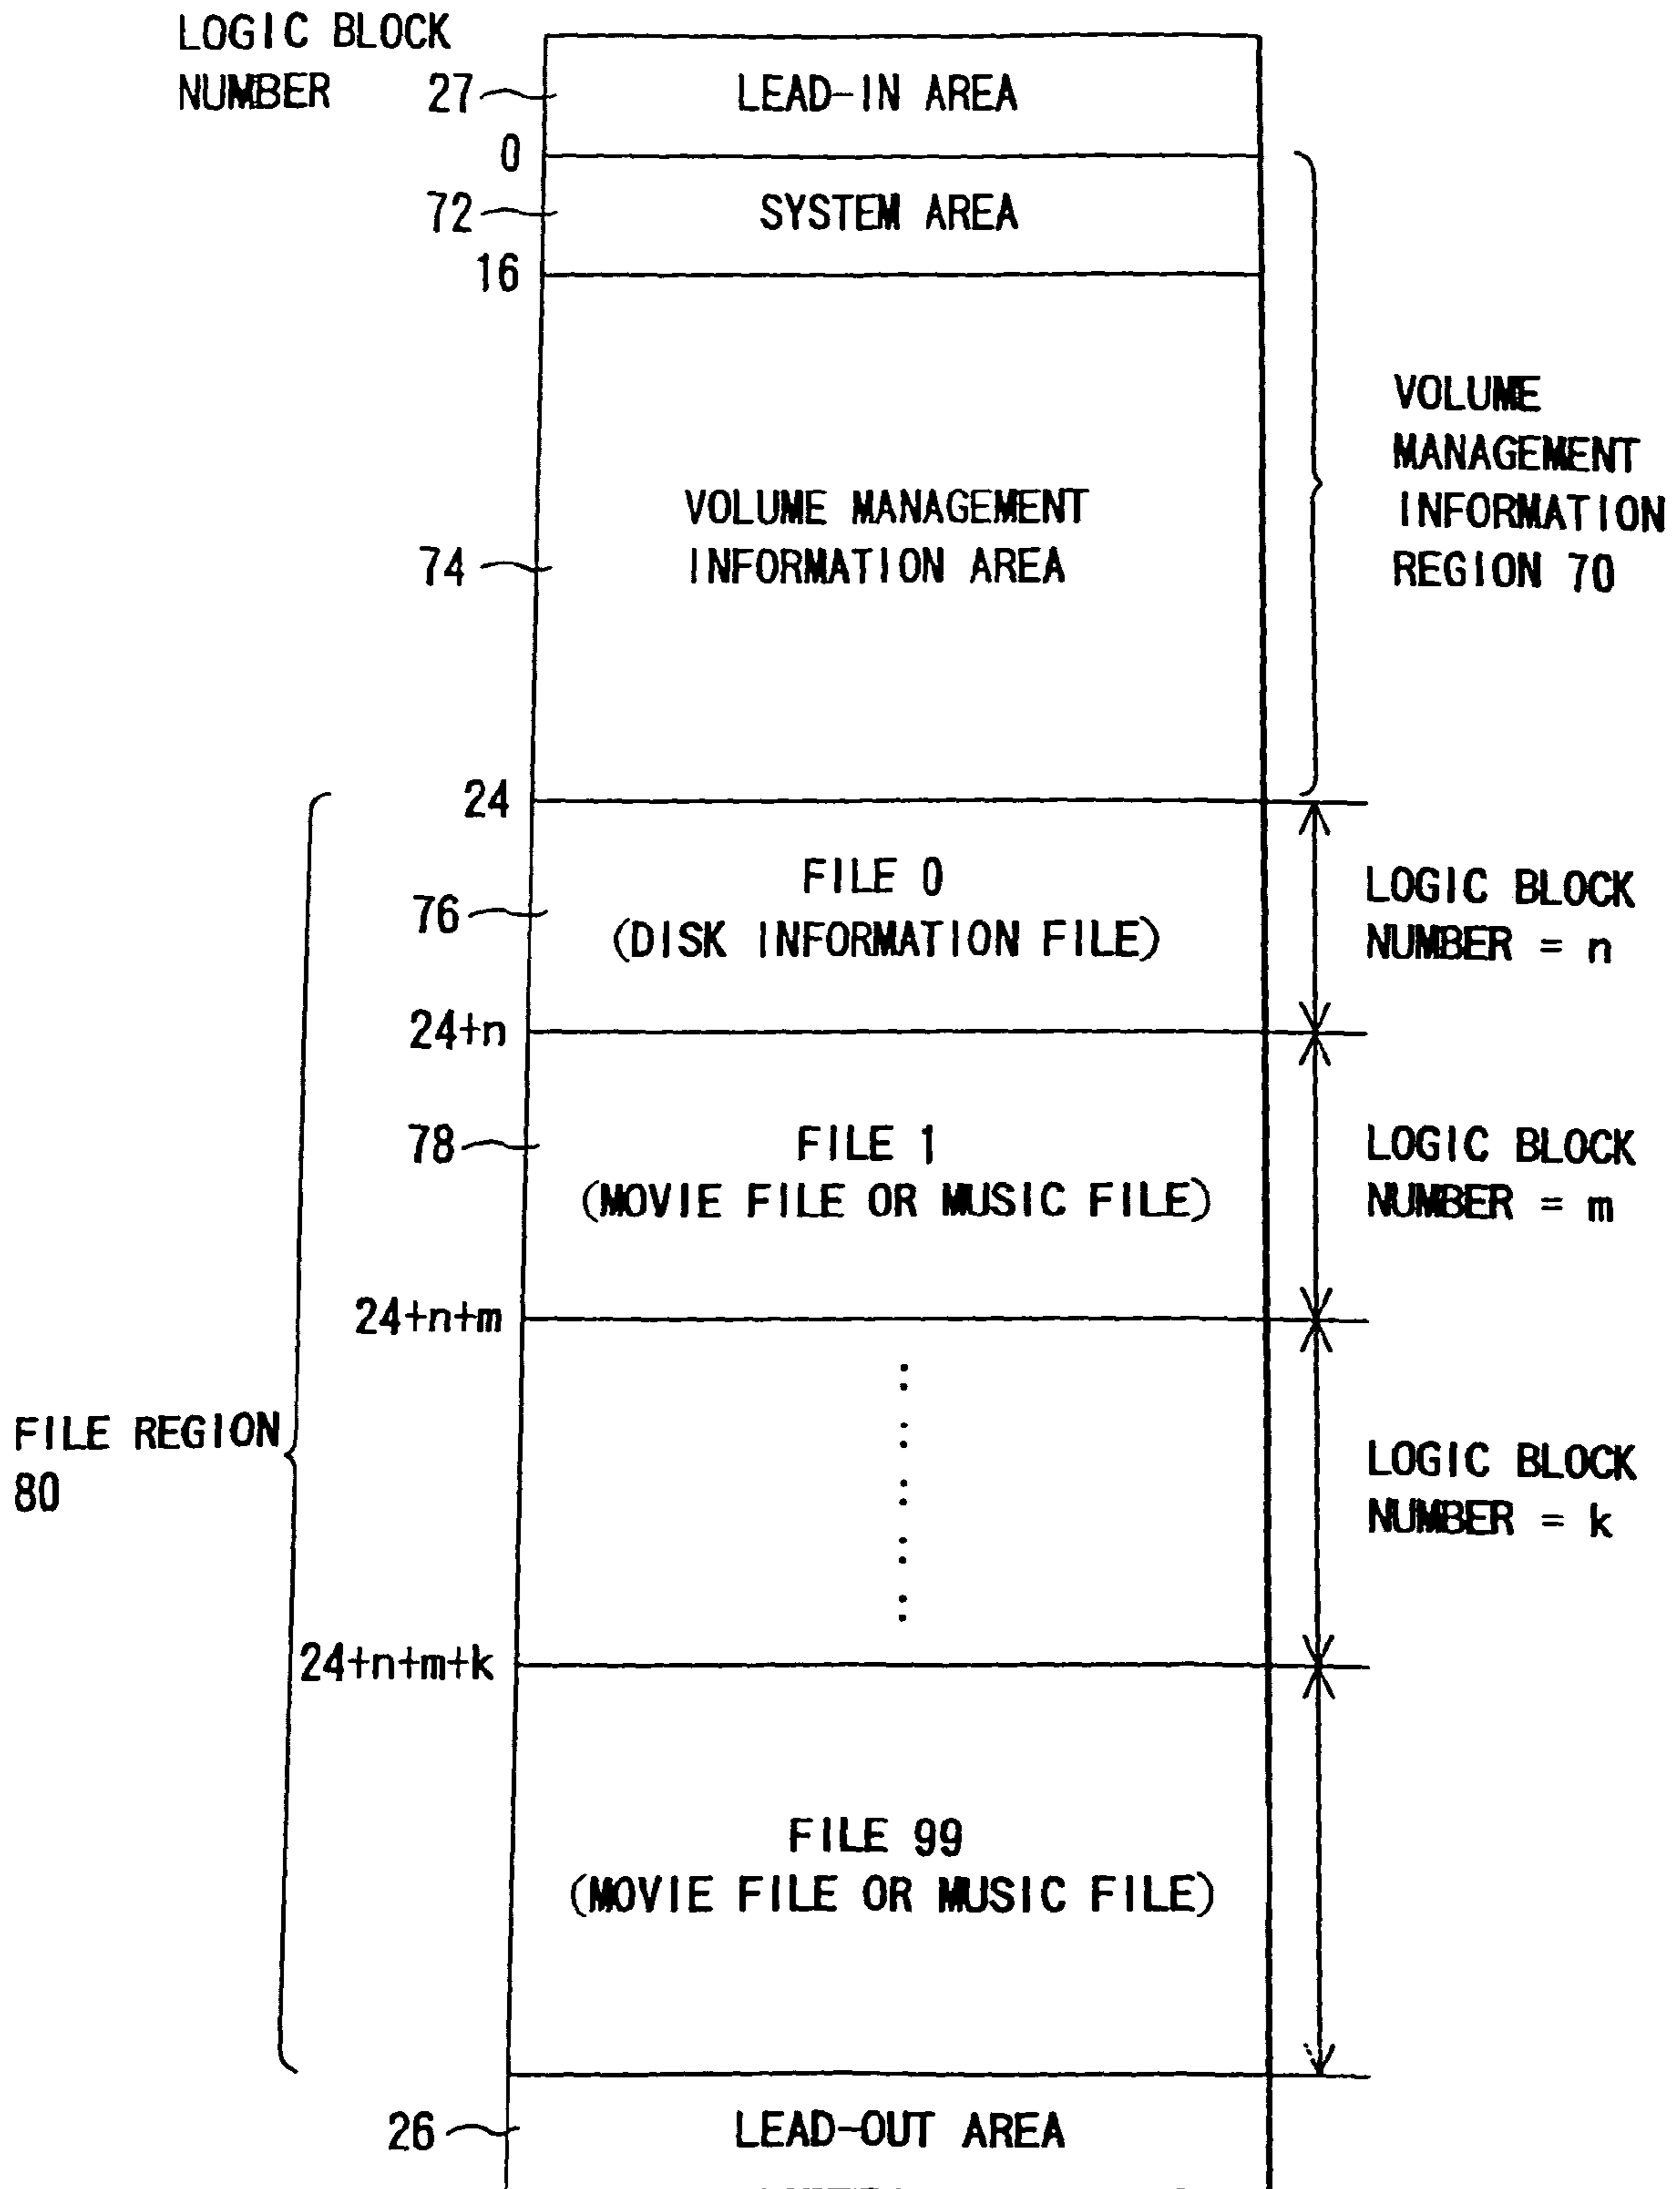 LOGIC BLOCK
NUMBER
27
LEAD-IN AREA
0
72
SYSTEM AREA
16
VOLUME
MANAGEMENT
INFORMATION
REGION 70
VOLUME MANAGEMENT
INFORMATION AREA
74
24
FILE 0
(DISK INFORMATION FILE)
76
LOGIC BLOCK
NUMBER = n
24+n
78
FILE 1
(MOVIE FILE OR MUSIC FILE)
LOGIC BLOCK
NUMBER = m
24+n+m
FILE REGION
80
LOGIC BLOCK
NUMBER = k
24+n+m+k
FILE 99
(MOVIE FILE OR MUSIC FILE)
26
LEAD-OUT AREA